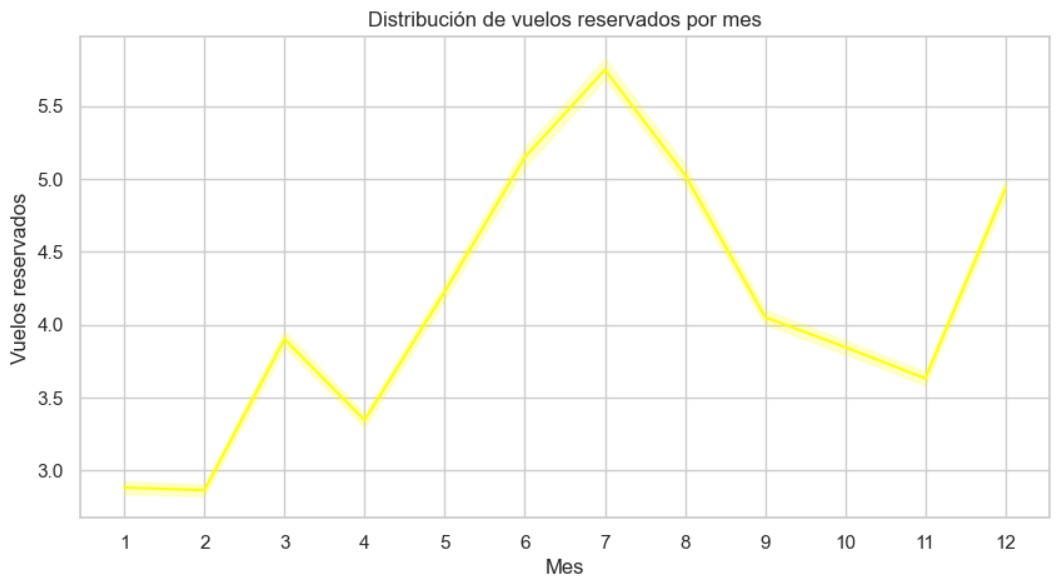 Distribución de vuelos reservados por mes
Vuelos reservados
5.5
5.0
4.5
4.0
3.5
3.0
1 2 3 4 5 6 7 8 9 10 11 12
Mes